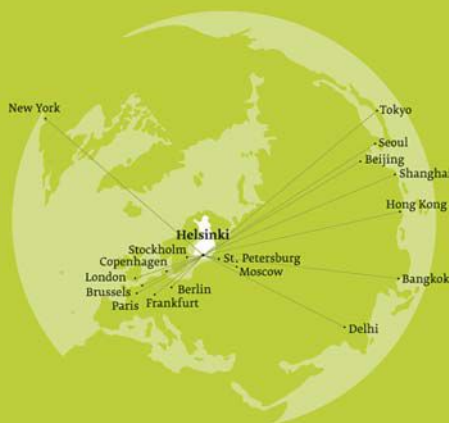 New York
Tokyo
Seoul
Beijing
Shanghai
Hong Kong
Helsinki
Stockholm
St. Petersburg
Copenhagen
Moscow
London
Bangkok
Brussels
Berlin
Paris
Frankfurt
Delhi